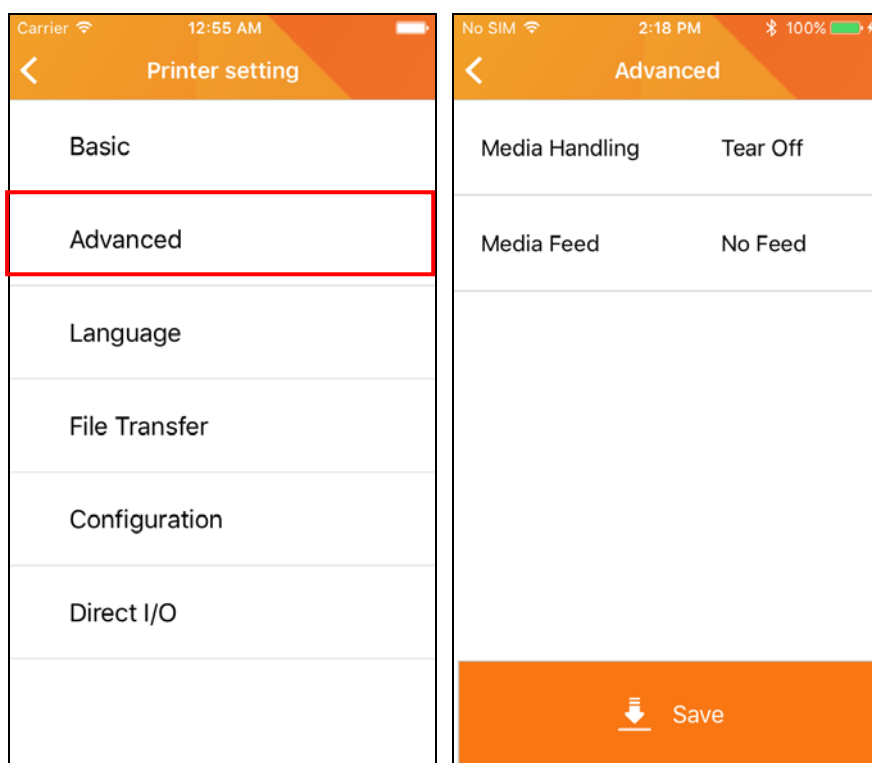 Carrier 12:55 AM
Printer setting
Basic
Advanced
Language
File Transfer
Configuration
Direct I/O
No SIM 2:18 PM 100%
Advanced
Media Handling Tear Off
Media Feed No Feed
Save